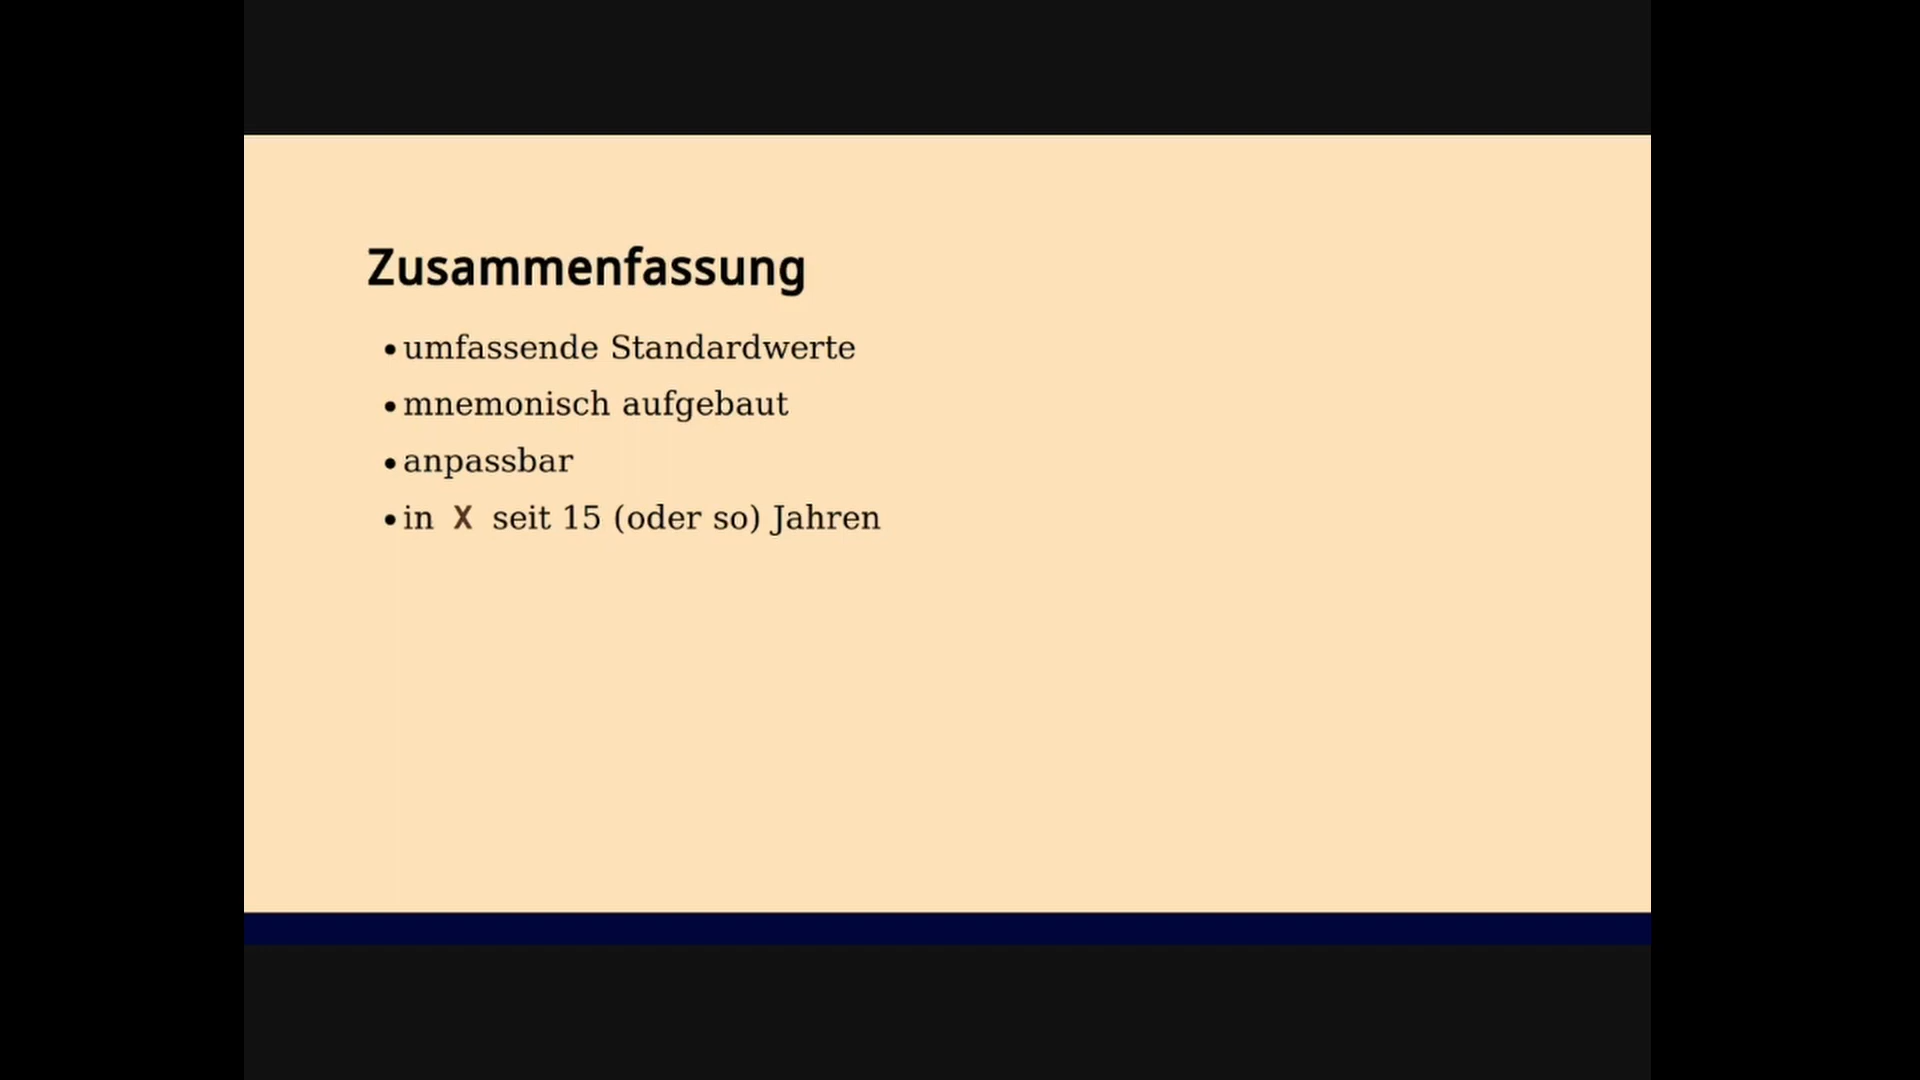 Zusammenfassung
• umfassende Standardwerte
• mnemonisch aufgebaut
• anpassbar
• in X seit 15 (oder so) Jahren